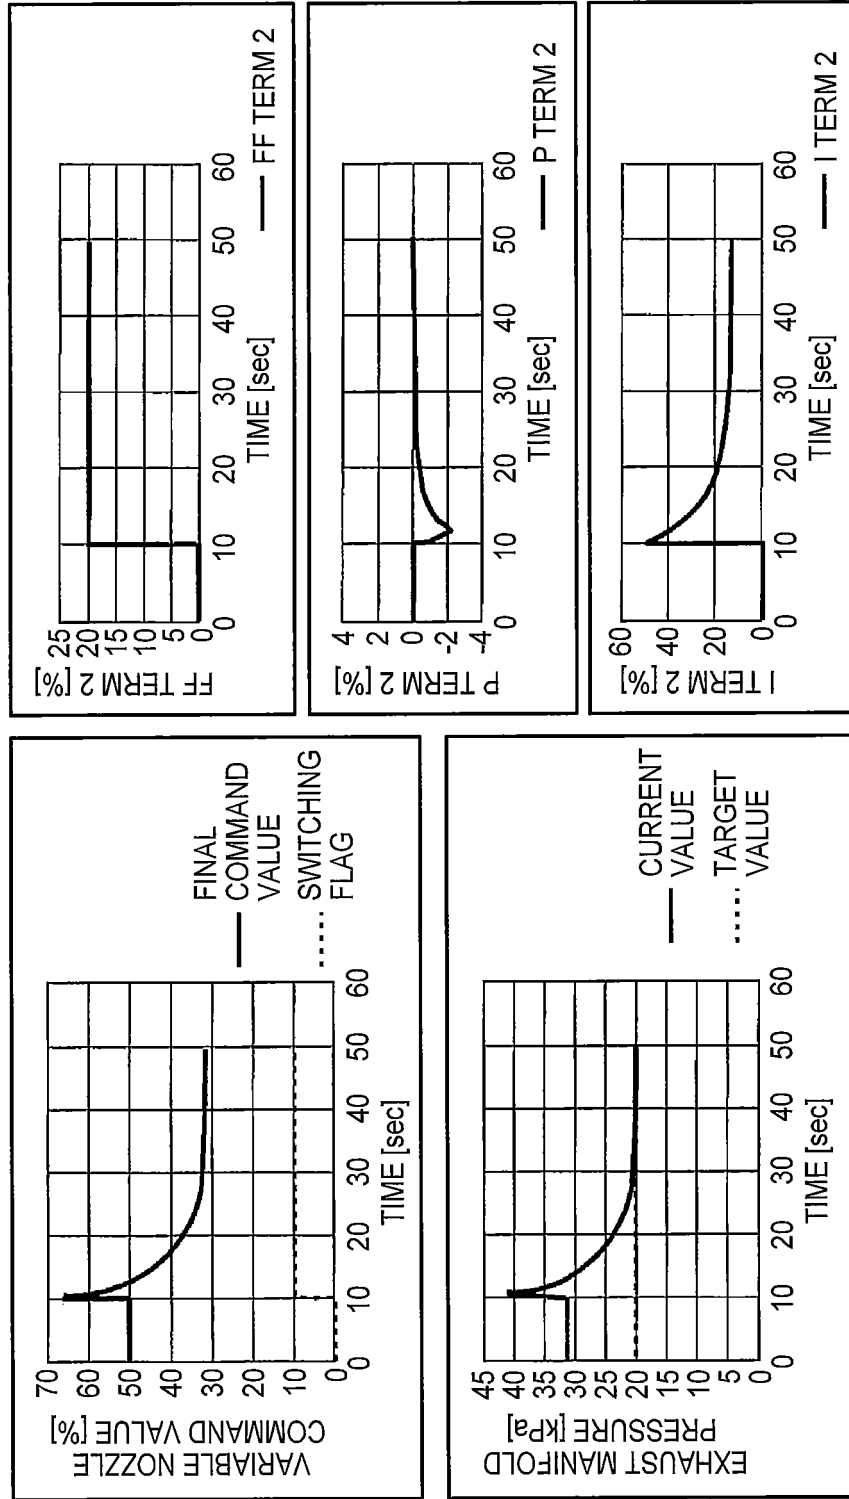 VARIABLE NOZZLE
COMMAND VALUE [%]
70
60
50
40
30
20
10
0
0 10 20 30 40 50 60
TIME [sec]
FINAL
COMMAND
VALUE
SWITCHING
FLAG
EXHAUST MANIFOLD
PRESSURE [kPa]
45
40
35
30
25
20
15
10
5
0
0 10 20 30 40 50 60
TIME [sec]
CURRENT
VALUE
TARGET
VALUE
FF TERM 2 [%]
25
20
15
10
5
0
0 10 20 30 40 50 60
TIME [sec]
FF TERM 2
P TERM 2 [%]
4
2
0
-2
-4
0 10 20 30 40 50 60
TIME [sec]
P TERM 2
I TERM 2 [%]
60
40
20
0
0 10 20 30 40 50 60
TIME [sec]
I TERM 2